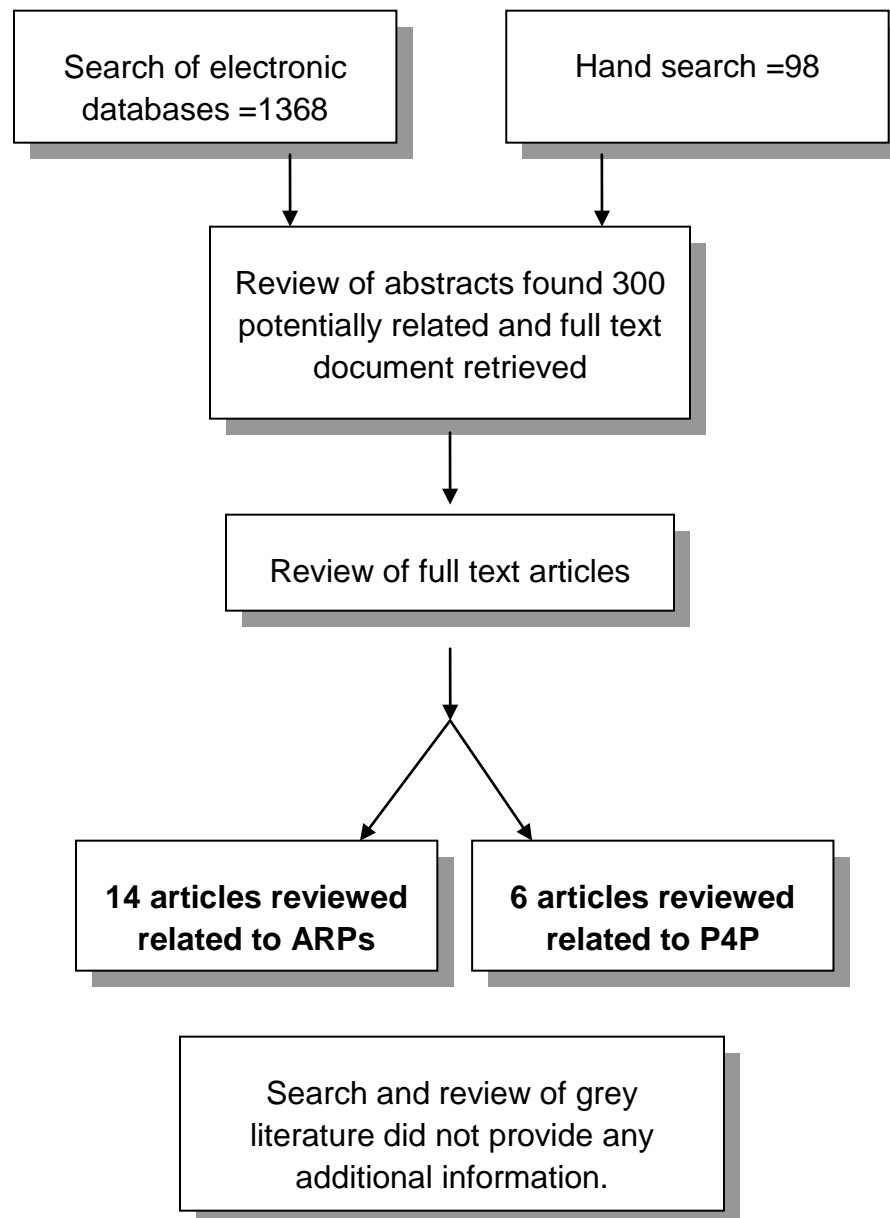 Search of electronic
databases =1368
Hand search =98
Review of abstracts found 300
potentially related and full text
document retrieved
Review of full text articles
14 articles reviewed
related to ARPs
6 articles reviewed
related to P4P
Search and review of grey
literature did not provide any
additional information.